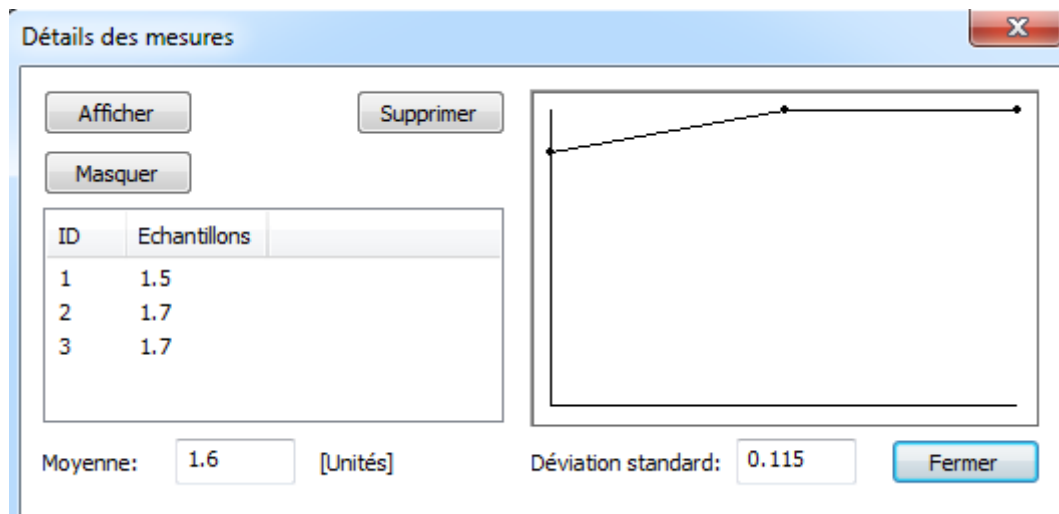 Détails des mesures
Afficher
Supprimer
Masquer
ID Echantillons
1 1.5
2 1.7
3 1.7
Moyenne: 1.6 [Unités] Déviation standard: 0.115 Fermer